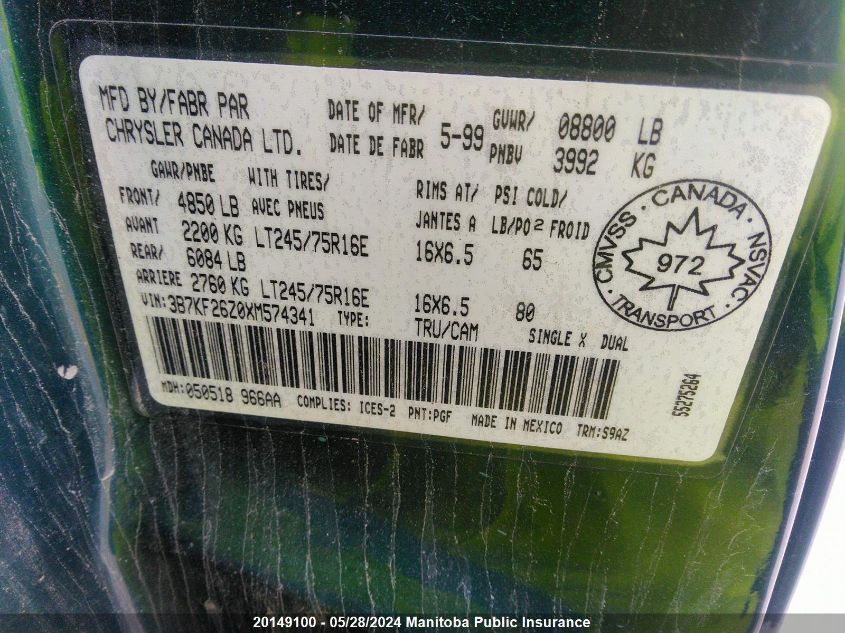 MFD BY/FABR PAR DATE OF MFR/ 5-99 GVWR/ 08800 LB
CHRYSLER CANADA LTD. DATE DE FABR PNBV 3992 KG
GAWR/PNBE WITH TIRES/ RIMS AT/ PSI COLD/
FRONT/ 4850 LB AVEC PNEUS JANTES A LB/PO2 FROID
AVANT 2200 KG LT245/75R16E 16X6.5 65
REAR/ 6084 LB
ARRIERE 2760 KG LT245/75R16E 16X6.5 80
VIN:3B7KF26Z0XM574341 TYPE: TRU/CAM SINGLE X DUAL
CMVSS · CANADA · NSVAC · TRANSPORT ·
972
MDH:050518 966AA COMPLIES: ICES-2 PNT:PGF MADE IN MEXICO TRM:S9AZ
55275264
20149100 - 05/28/2024 Manitoba Public Insurance